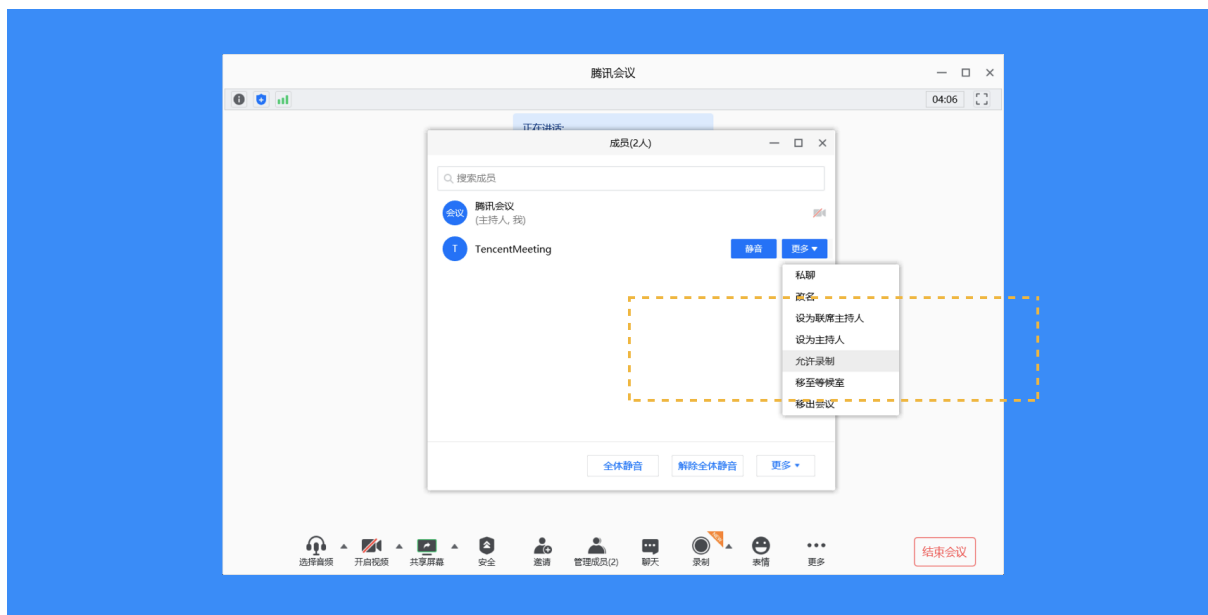 腾讯会议
04:06
正在讲话:
成员(2人)
搜索成员
会议
腾讯会议
(主持人, 我)
T
TencentMeeting
静音
更多
私聊
改名
设为联席主持人
设为主持人
允许录制
移至等候室
移出会议
全体静音
解除全体静音
更多
选择音频
开启视频
共享屏幕
安全
邀请
管理成员(2)
聊天
录制
表情
更多
结束会议